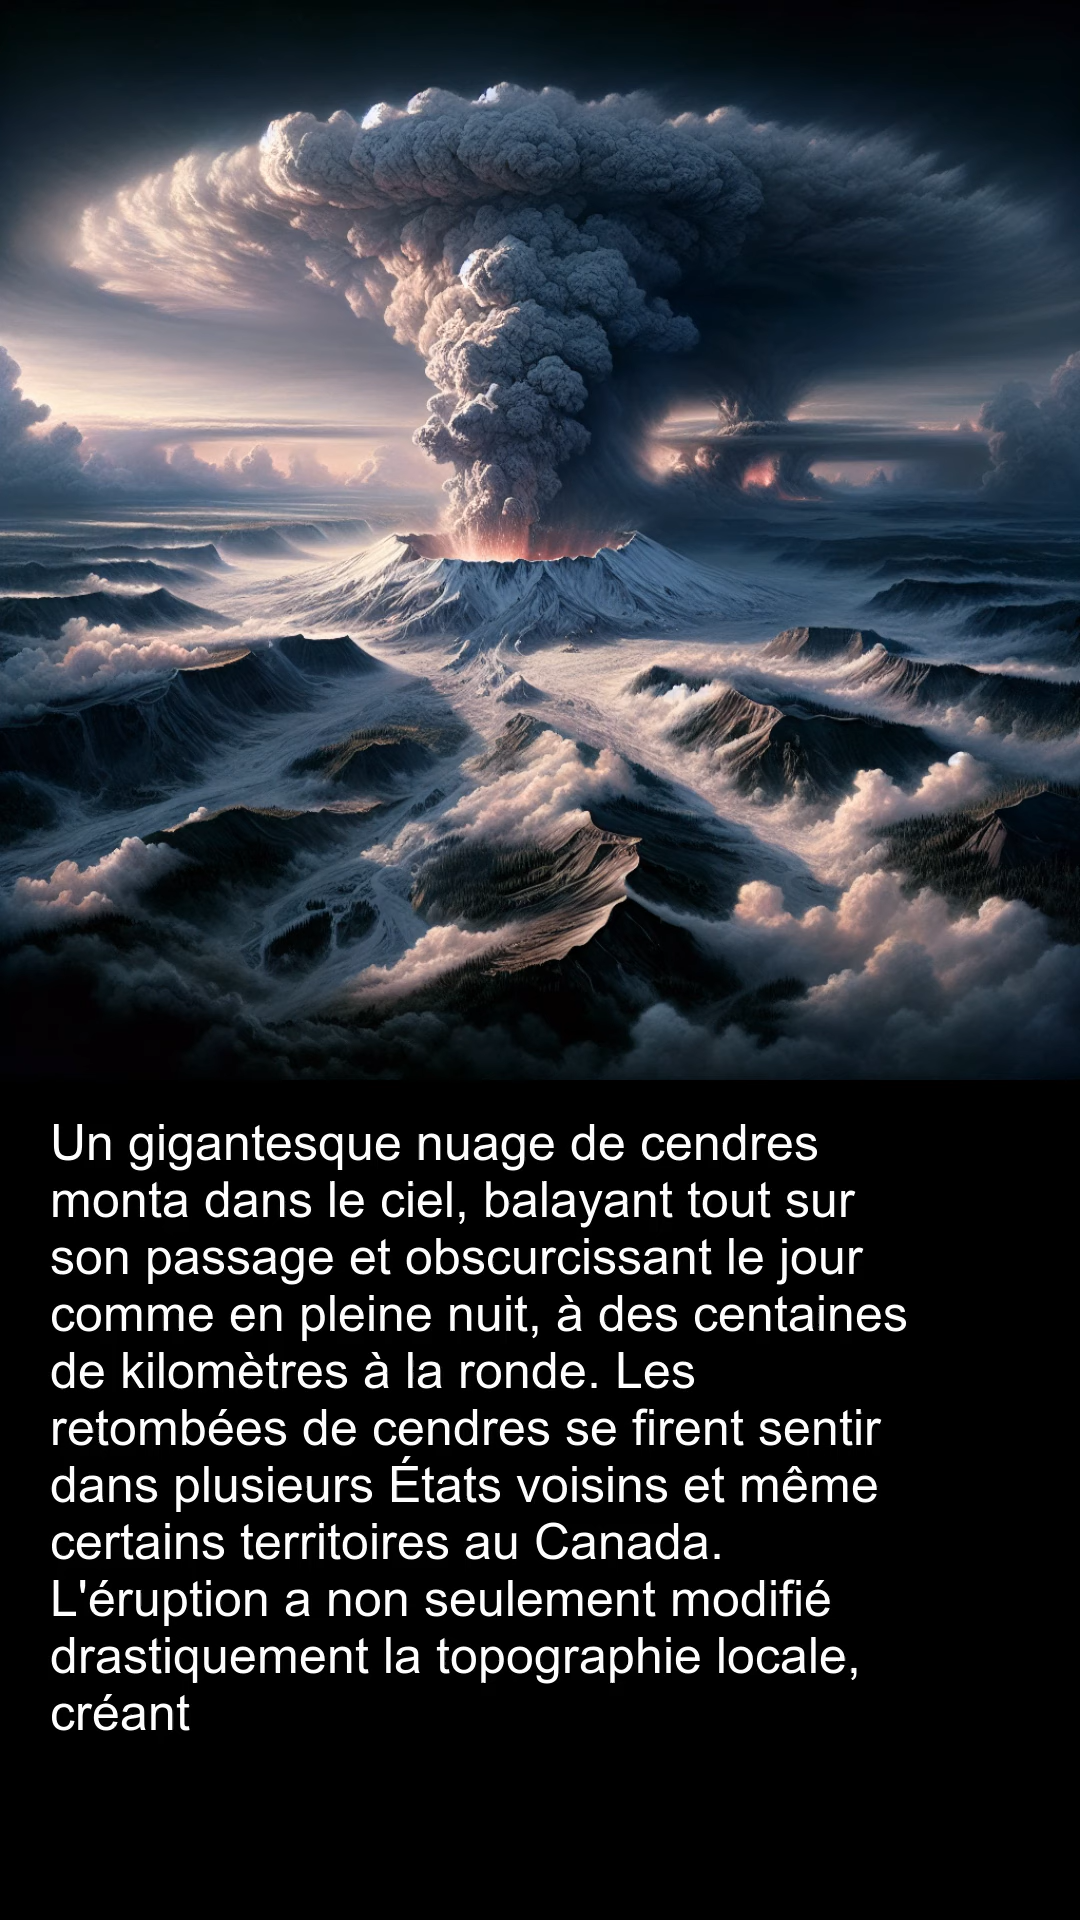 Un gigantesque nuage de cendres
monta dans le ciel, balayant tout sur
son passage et obscurcissant le jour
comme en pleine nuit, à des centaines
de kilomètres à la ronde. Les
retombées de cendres se firent sentir
dans plusieurs États voisins et même
certains territoires au Canada.
L'éruption a non seulement modifié
drastiquement la topographie locale,
créant